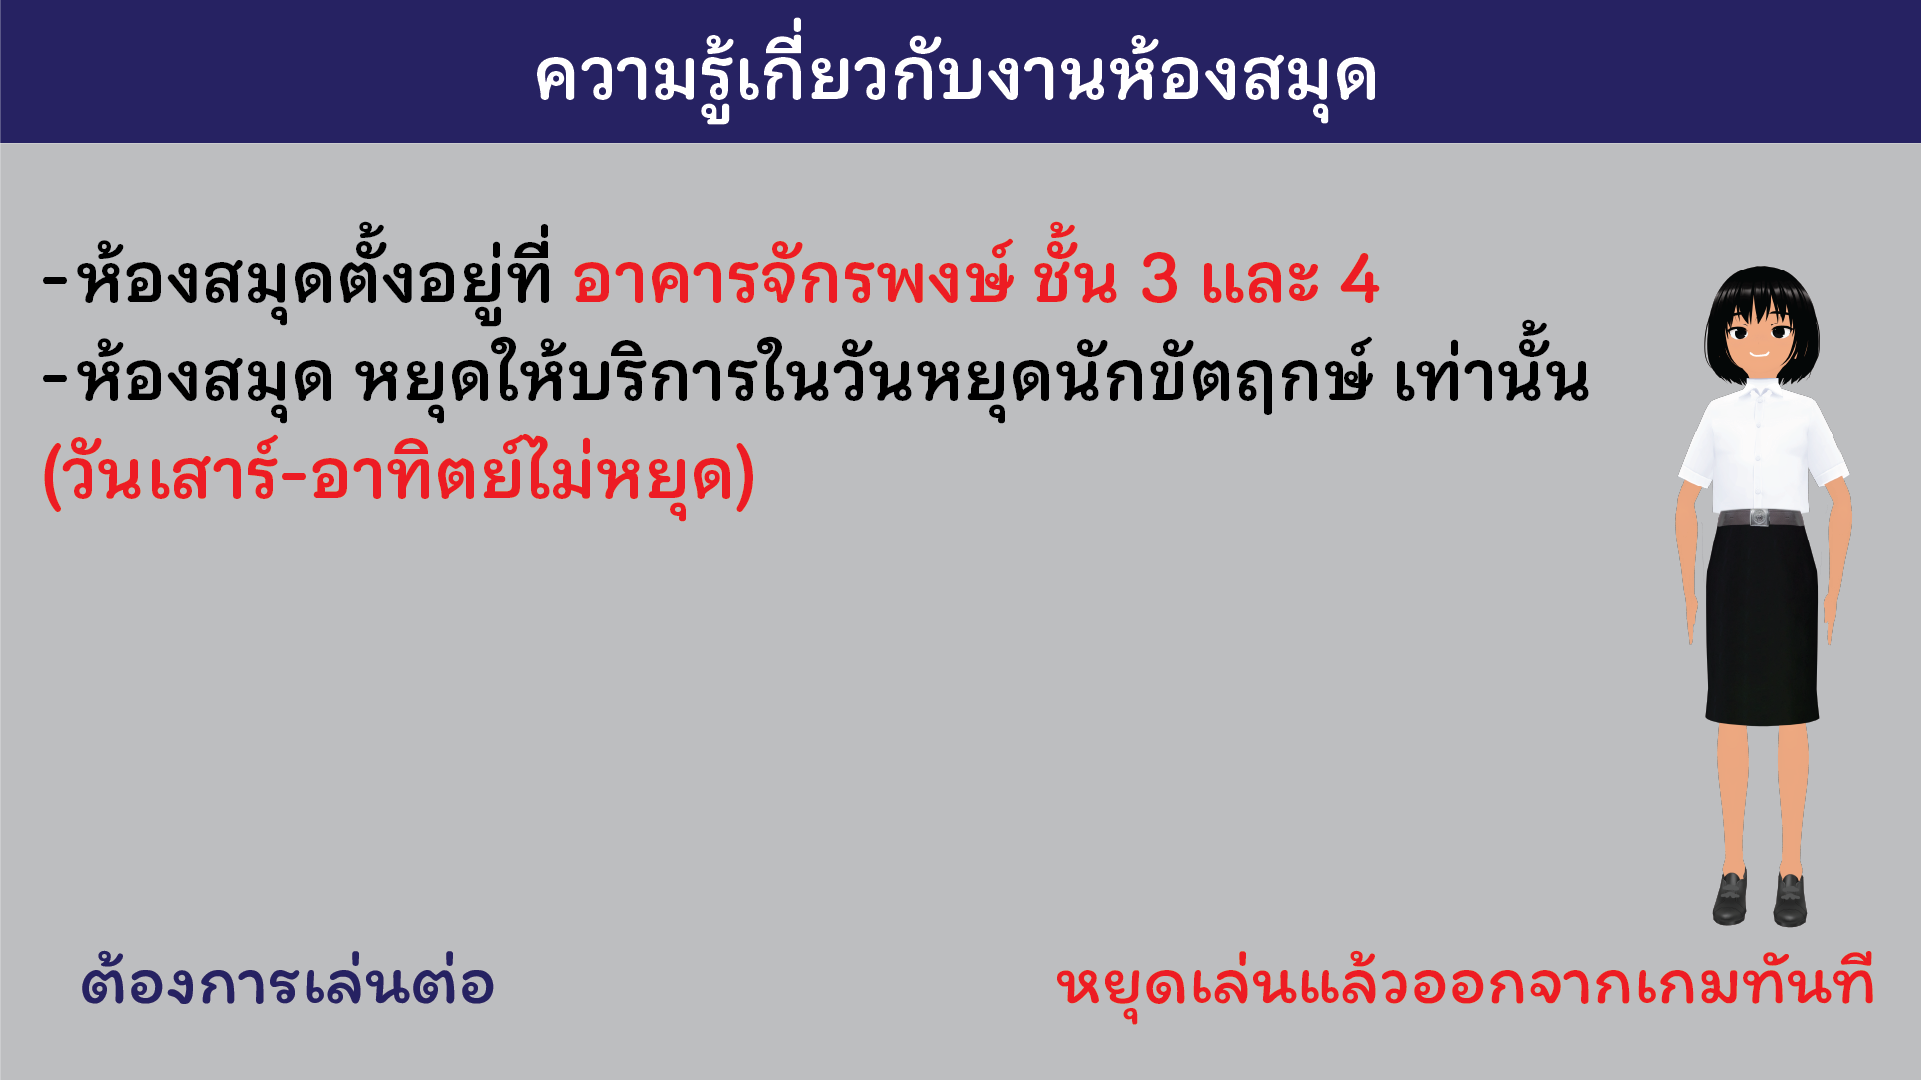 ความรู้เกี่ยวกับงานห้องสมุด
-ห้องสมุดตั้งอยู่ที่ อาคารจักรพงษ์ ชั้น 3 และ 4
-ห้องสมุด หยุดให้บริการในวันหยุดนักขัตฤกษ์ เท่านั้น
(วันเสาร์-อาทิตย์ไม่หยุด)
ต้องการเล่นต่อ
หยุดเล่นแล้วออกจากเกมทันที